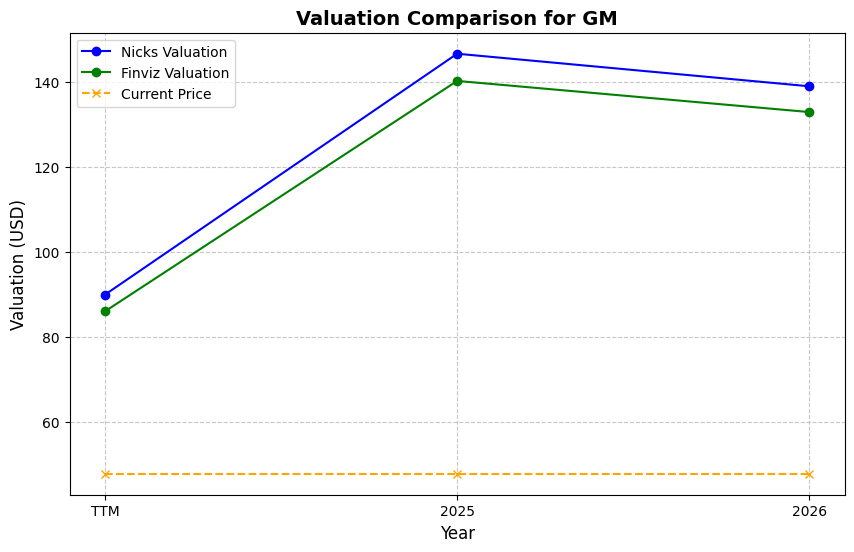 Valuation Comparison for GM
Nicks Valuation
Finviz Valuation
Current Price
Valuation (USD)
140
120
100
80
60
TTM
2025
2026
Year